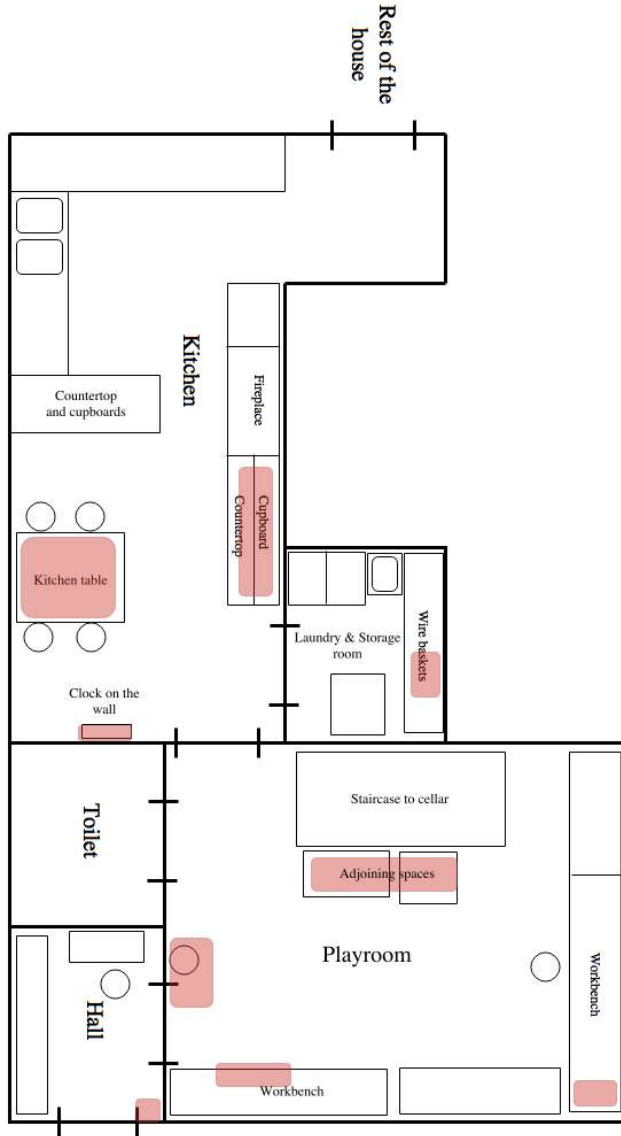 Rest of the
house
Kitchen
Fireplace
Countertop
and cupboards
Cupboard
Countertop
Kitchen table
Wire baskets
Laundry & Storage
room
Clock on the
wall
Staircase to cellar
Toilet
Adjoining spaces
Playroom
Workbench
Hall
Workbench